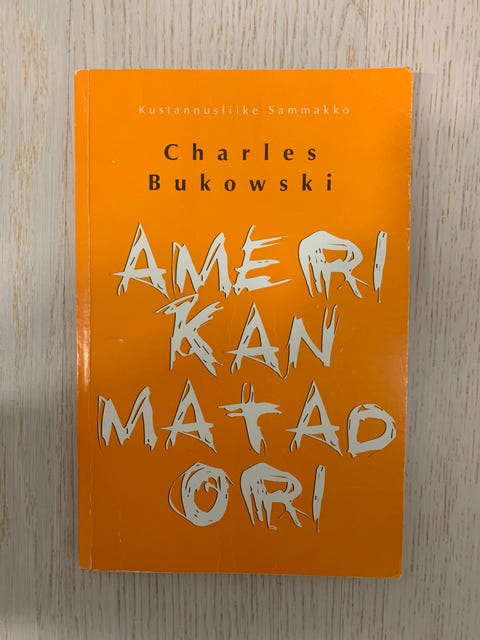 Kustannusliike Sammakko
Charles
Bukowski
AMERI
KAN
MATAD
ORI